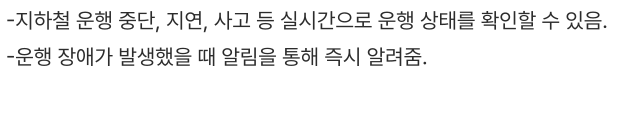 -지하철 운행 중단, 지연, 사고 등 실시간으로 운행 상태를 확인할 수 있음.
-운행 장애가 발생했을 때 알림을 통해 즉시 알려줌.